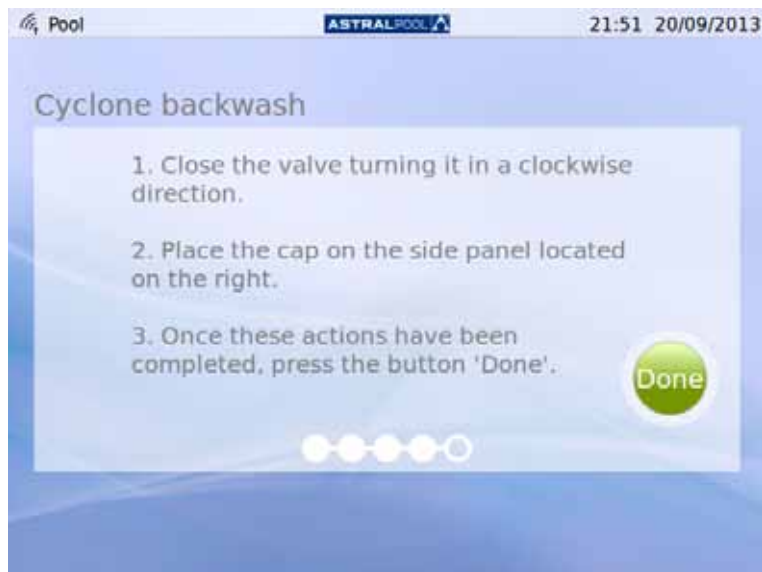 Pool
ASTRALPOOL
21:51 20/09/2013
Cyclone backwash
1. Close the valve turning it in a clockwise
direction.
2. Place the cap on the side panel located
on the right.
3. Once these actions have been
completed, press the button 'Done'.
Done